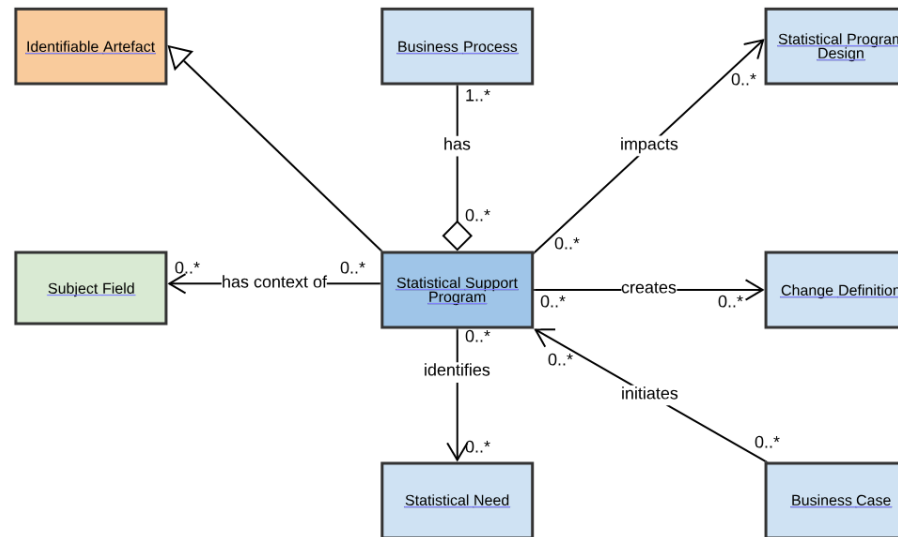 Identifiable Artefact
Business Process
Statistical Program
Design
1..*
0..*
has
impacts
0..*
0..*
0..*
0..*
has context of
Subject Field
Statistical Support
Program
0..*
creates
0..*
Change Definition
0..*
identifies
0..*
initiates
0..*
0..*
Statistical Need
Business Case